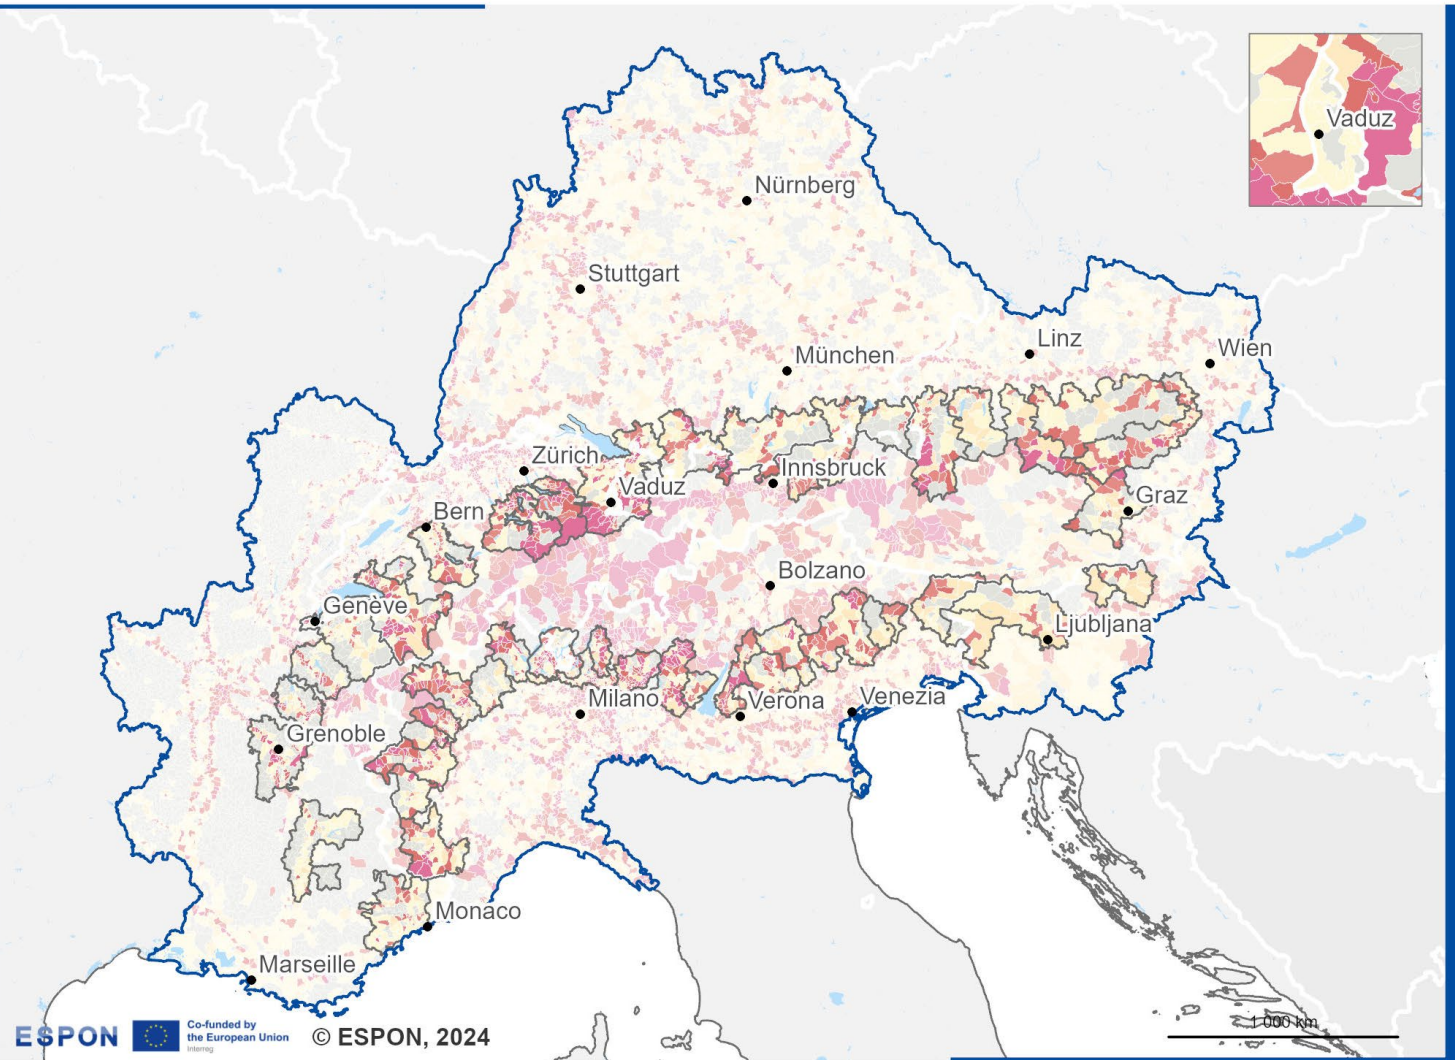 Vaduz
Nürnberg
Stuttgart
Linz
Wien
München
Zürich
Innsbruck
Vaduz
Graz
Bern
Bolzano
Genève
Ljubljana
Milano
Verona
Venezia
Grenoble
Monaco
Marseille
ESPON
Co-funded by
the European Union
Interreg
© ESPON, 2024
1 000 km